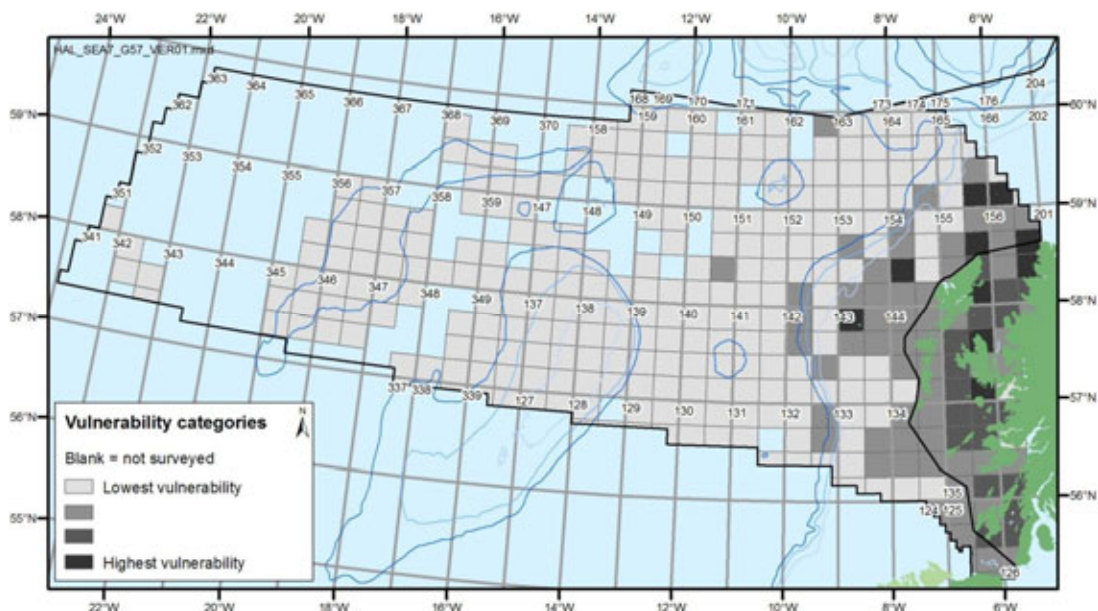 24°W 22°W 20°W 18°W 16°W 14°W 12°W 10°W 8°W 6°W
HAL_SEA7_G57_VER01.mxd
363 364 365 366 367 368 369 370 158 168 169 170 171 173 174 175 176 204
362 159 160 161 162 163 164 165 166 202
59°N 60°N
352 353 354 355 356 357 358 359 147 148 149 150 151 152 153 154 155 156 201
351
58°N 59°N
341 342 343 344 345 346 347 348 349 137 138 139 140 141 142 143 144
57°N 58°N
337 338 339 127 128 129 130 131 132 133 134
56°N 57°N
135
124 125
55°N 56°N
126
Vulnerability categories
N
Blank = not surveyed
Lowest vulnerability
Highest vulnerability
22°W 20°W 18°W 16°W 14°W 12°W 10°W 8°W 6°W